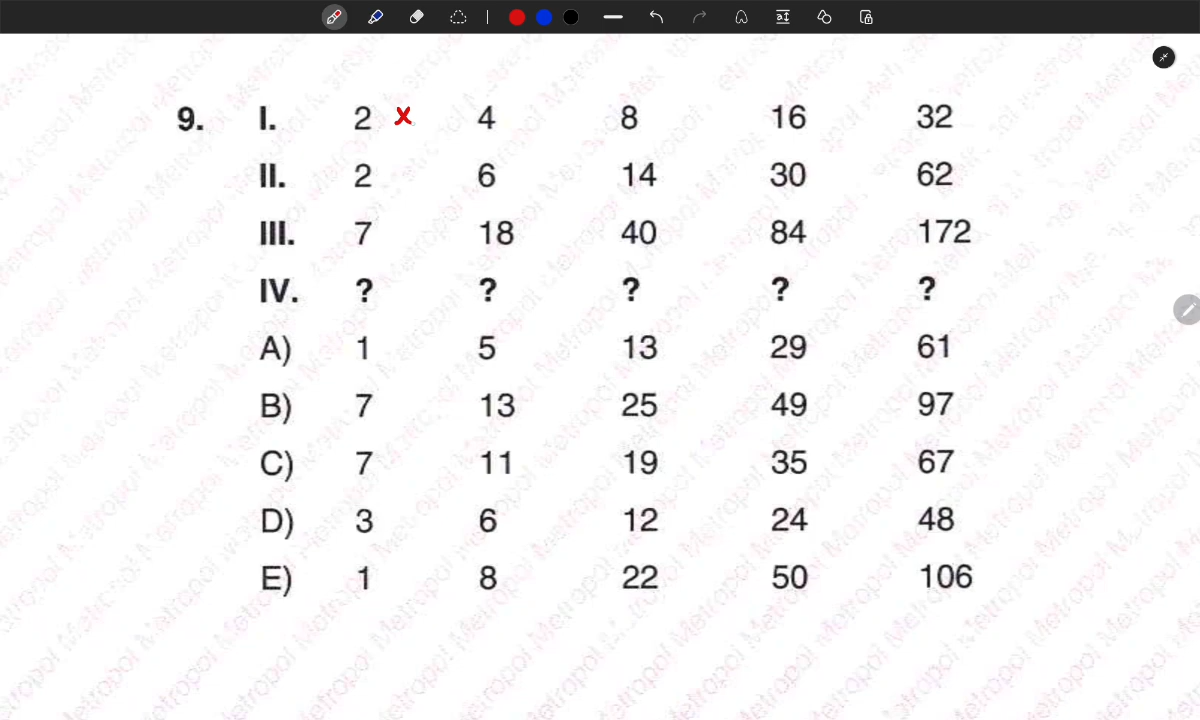 9. I. 2 x 4 8 16 32
II. 2 6 14 30 62
III. 7 18 40 84 172
IV. ? ? ? ? ?
A) 1 5 13 29 61
B) 7 13 25 49 97
C) 7 11 19 35 67
D) 3 6 12 24 48
E) 1 8 22 50 106